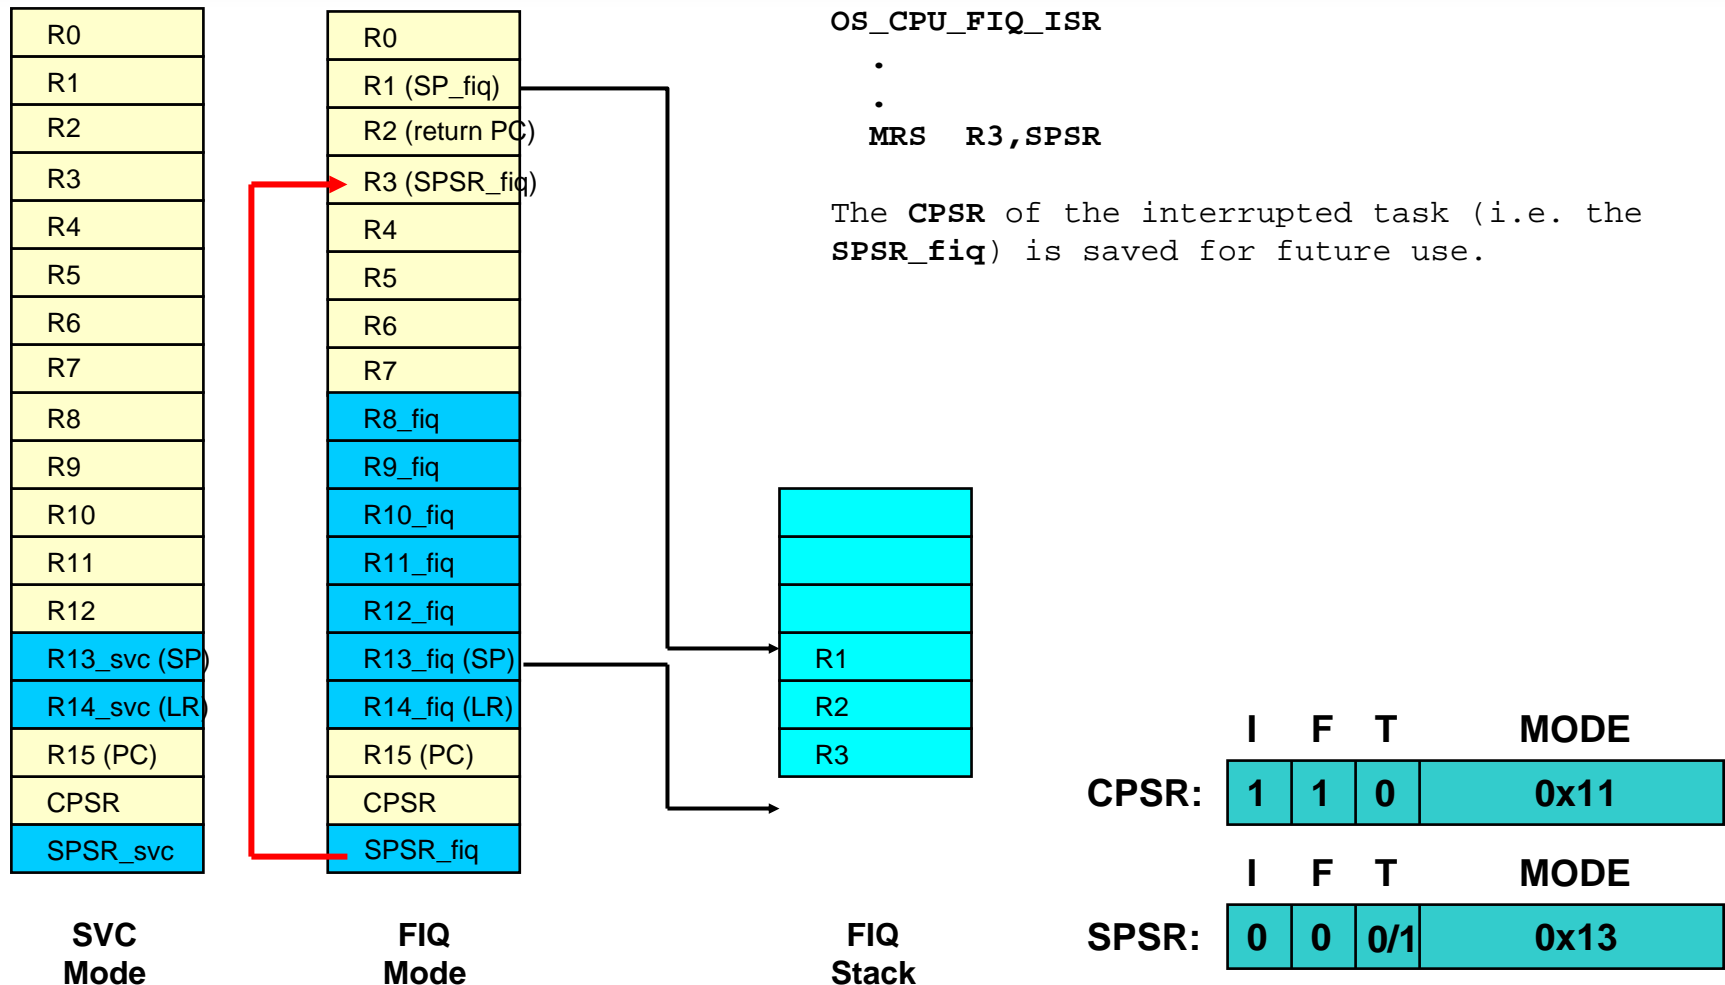 R0
R1
R2
R3
R4
R5
R6
R7
R8
R9
R10
R11
R12
R13_svc (SP)
R14_svc (LR)
R15 (PC)
CPSR
SPSR_svc
SVC
Mode
R0
R1 (SP_fiq)
R2 (return PC)
R3 (SPSR_fiq)
R4
R5
R6
R7
R8_fiq
R9_fiq
R10_fiq
R11_fiq
R12_fiq
R13_fiq (SP)
R14_fiq (LR)
R15 (PC)
CPSR
SPSR_fiq
FIQ
Mode
OS_CPU_FIQ_ISR
.
.
MRS R3,SPSR
The CPSR of the interrupted task (i.e. the
SPSR_fiq) is saved for future use.
R1
R2
R3
FIQ
Stack
I F T MODE
CPSR: 1 1 0 0x11
I F T MODE
SPSR: 0 0 0/1 0x13